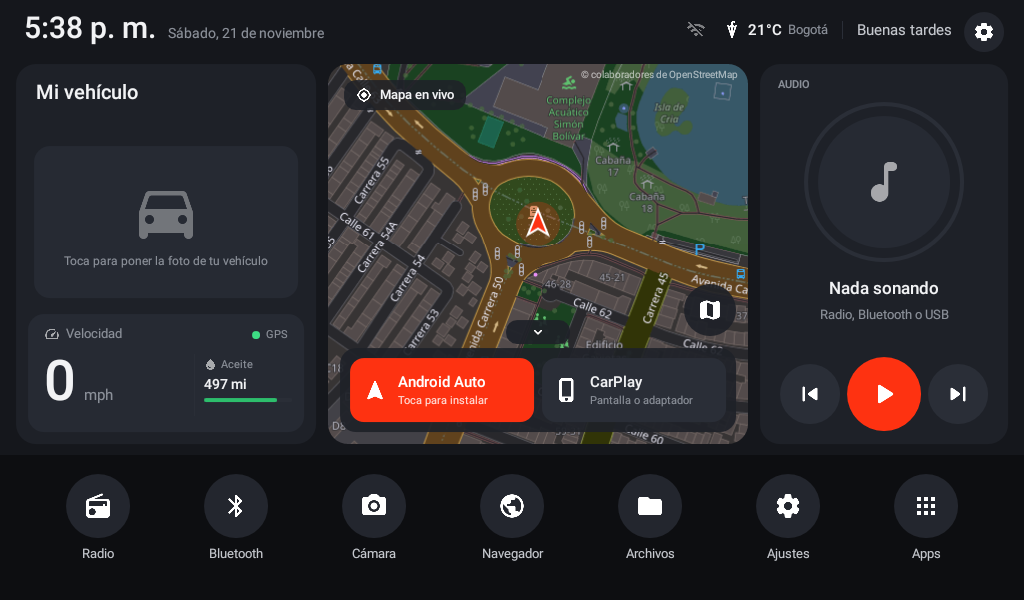 5:38 p. m.
Sábado, 21 de noviembre
21°C Bogotá
Buenas tardes
Mi vehículo
Toca para poner la foto de tu vehículo
Velocidad
GPS
0 mph
Aceite
497 mi
© colaboradores de OpenStreetMap
Mapa en vivo
Complejo
Acuático
Simón
Bolívar
Isla de
Cria
Cabaña
17
Cabaña
18
Carrera 55
Calle 61
Carrera 54A
Carrera 54
Carrera 53
Carrera 50
Carrera 45
45-21
46-28
Calle 62
Edificio
Calle 60
P
Android Auto
Toca para instalar
CarPlay
Pantalla o adaptador
AUDIO
Nada sonando
Radio, Bluetooth o USB
Radio
Bluetooth
Cámara
Navegador
Archivos
Ajustes
Apps